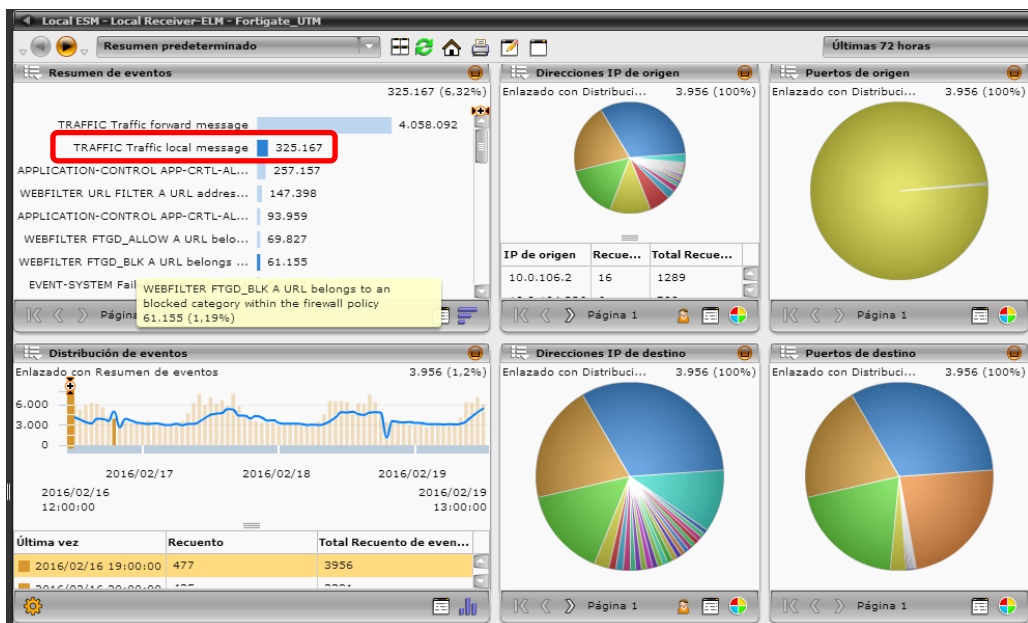 Local ESM - Local Receiver-ELM - Fortigate_UTM
Resumen predeterminado
Últimas 72 horas
Resumen de eventos
325.167 (6,32%)
TRAFFIC Traffic forward message 4.058.092
TRAFFIC Traffic local message 325.167
APPLICATION-CONTROL APP-CRTL-AL... 257.157
WEBFILTER URL FILTER A URL addres... 147.398
APPLICATION-CONTROL APP-CRTL-AL... 93.959
WEBFILTER FTGD_ALLOW A URL belo... 69.827
WEBFILTER FTGD_BLK A URL belongs ... 61.155
EVENT-SYSTEM Fai
WEBFILTER FTGD_BLK A URL belongs to an
blocked category within the firewall policy
61.155 (1,19%)
Página
Direcciones IP de origen
Enlazado con Distribuci... 3.956 (100%)
IP de origen Recue... Total Recue...
10.0.106.2 16 1289
Página 1
Puertos de origen
Enlazado con Distribuci... 3.956 (100%)
Página 1
Distribución de eventos
Enlazado con Resumen de eventos 3.956 (1,2%)
6.000
3.000
0
2016/02/17 2016/02/18 2016/02/19
2016/02/16 2016/02/19
12:00:00 13:00:00
Última vez Recuento Total Recuento de even...
2016/02/16 19:00:00 477 3956
Direcciones IP de destino
Enlazado con Distribuci... 3.956 (100%)
Página 1
Puertos de destino
Enlazado con Distribuci... 3.956 (100%)
Página 1